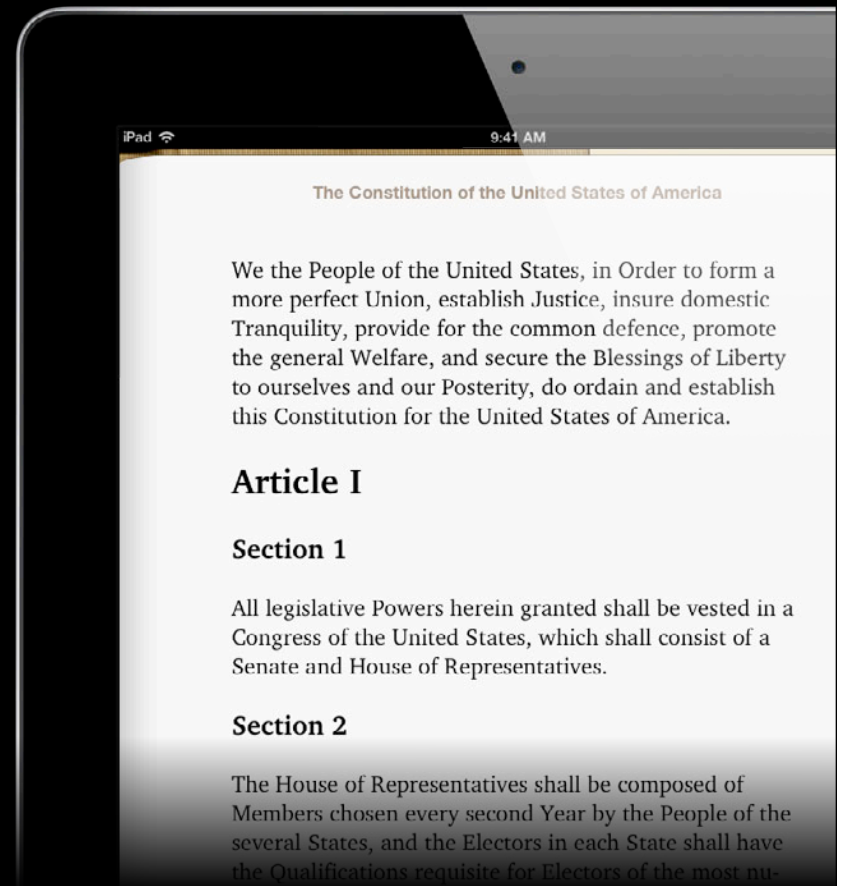 iPad
9:41 AM
The Constitution of the United States of America
We the People of the United States, in Order to form a
more perfect Union, establish Justice, insure domestic
Tranquility, provide for the common defence, promote
the general Welfare, and secure the Blessings of Liberty
to ourselves and our Posterity, do ordain and establish
this Constitution for the United States of America.
Article I
Section 1
All legislative Powers herein granted shall be vested in a
Congress of the United States, which shall consist of a
Senate and House of Representatives.
Section 2
The House of Representatives shall be composed of
Members chosen every second Year by the People of the
several States, and the Electors in each State shall have
the Qualifications requisite for Electors of the most nu-